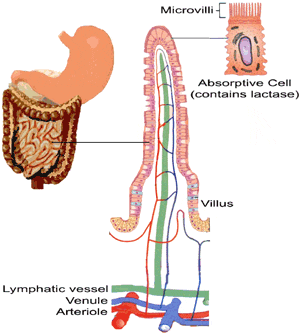 Microvilli
Absorptive Cell
(contains lactase)
Villus
Lymphatic vessel
Venule
Arteriole